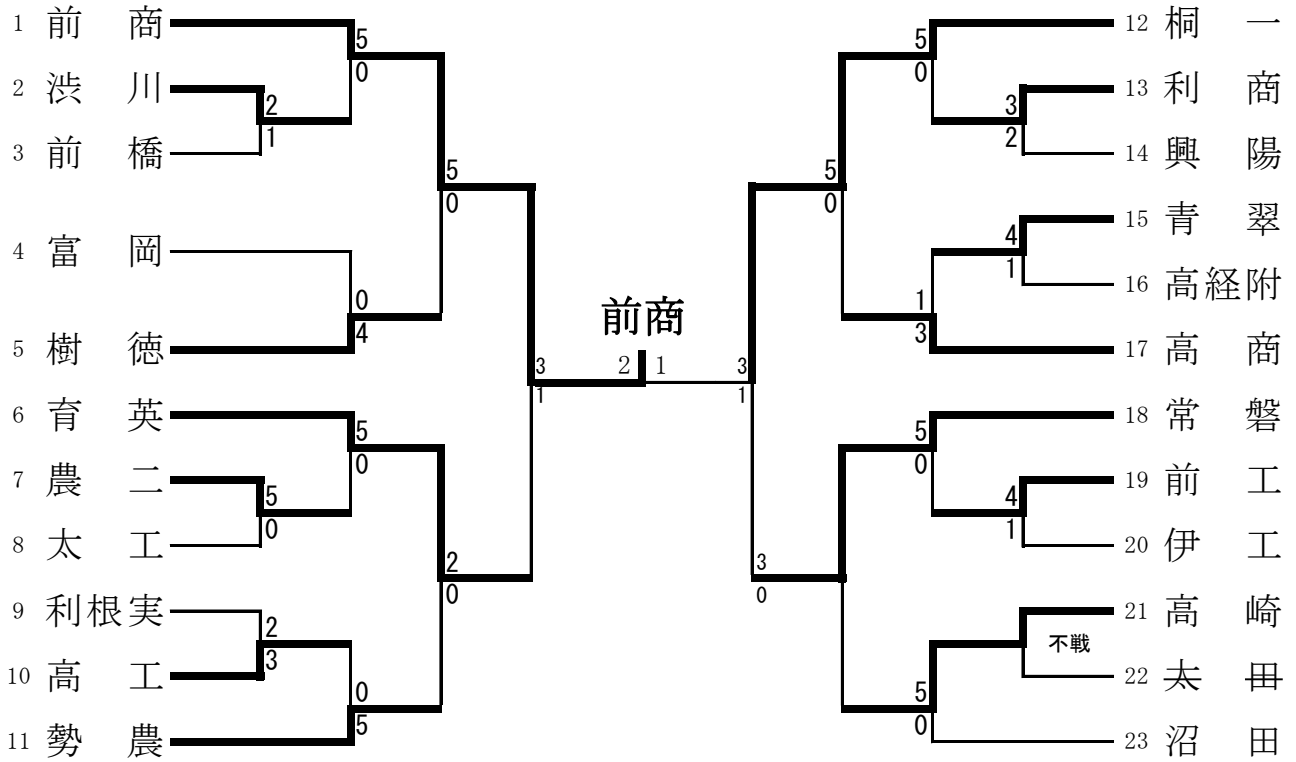 1 前商
5
0
2 渋川
2
1
3 前橋
5
0
4 富岡
0
4
5 樹徳
6 育英
5
0
7 農二
5
0
8 太工
2
0
9 利根実
2
3
10 高工
0
5
11 勢農
3
1
前商
2 1
3
1
12 桐一
5
0
13 利商
3
2
14 興陽
5
0
15 青翠
4
1
16 高経附
1
3
17 高商
18 常磐
5
0
19 前工
4
1
20 伊工
3
0
21 高崎
不戦
22 太田
5
0
23 沼田